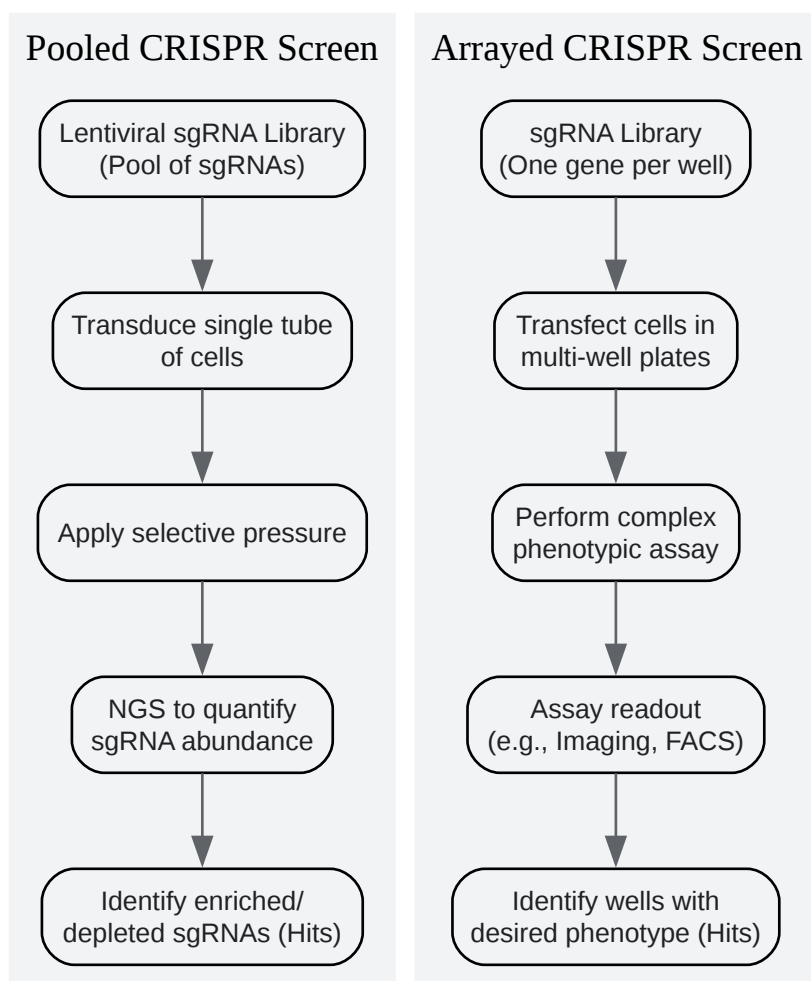 Pooled CRISPR Screen
Lentiviral sgRNA Library
(Pool of sgRNAs)
Transduce single tube
of cells
Apply selective pressure
NGS to quantify
sgRNA abundance
Identify enriched/
depleted sgRNAs (Hits)
Arrayed CRISPR Screen
sgRNA Library
(One gene per well)
Transfect cells in
multi-well plates
Perform complex
phenotypic assay
Assay readout
(e.g., Imaging, FACS)
Identify wells with
desired phenotype (Hits)